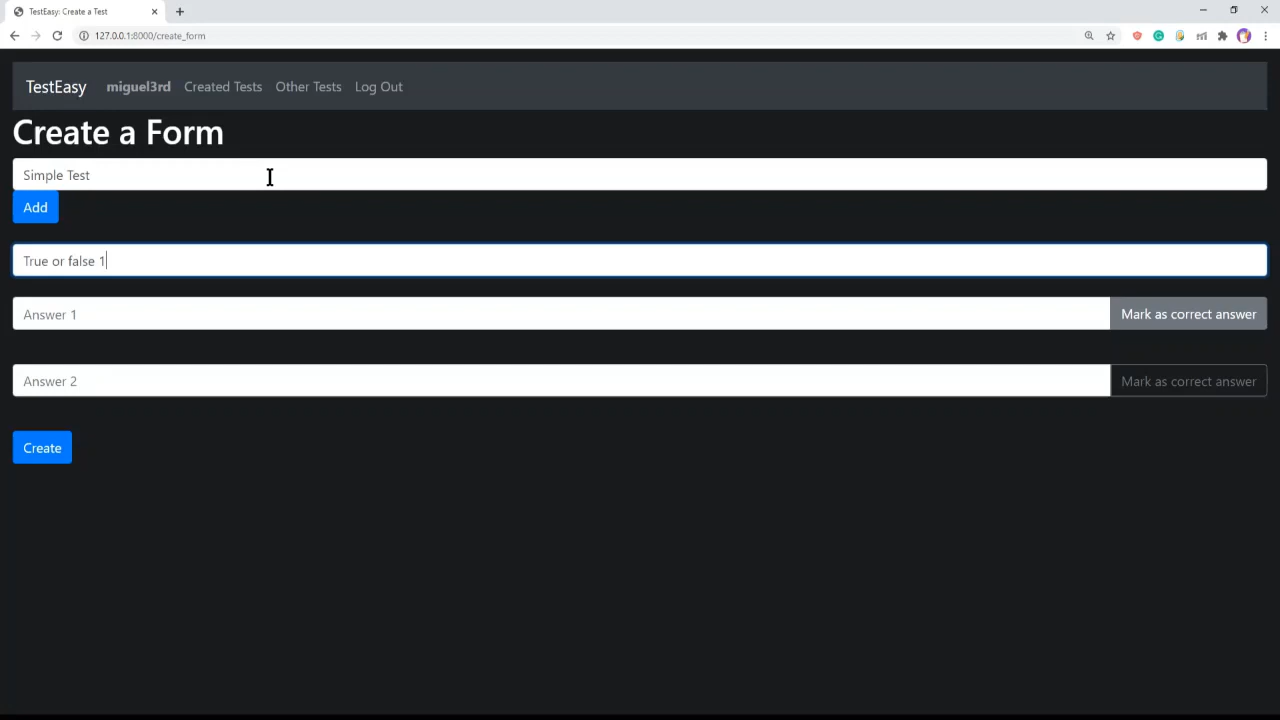 TestEasy: Create a Test
127.0.0.1:8000/create_form
TestEasy miguel3rd Created Tests Other Tests Log Out
Create a Form
Simple Test
Add
True or false 1
Answer 1 Mark as correct answer
Answer 2 Mark as correct answer
Create